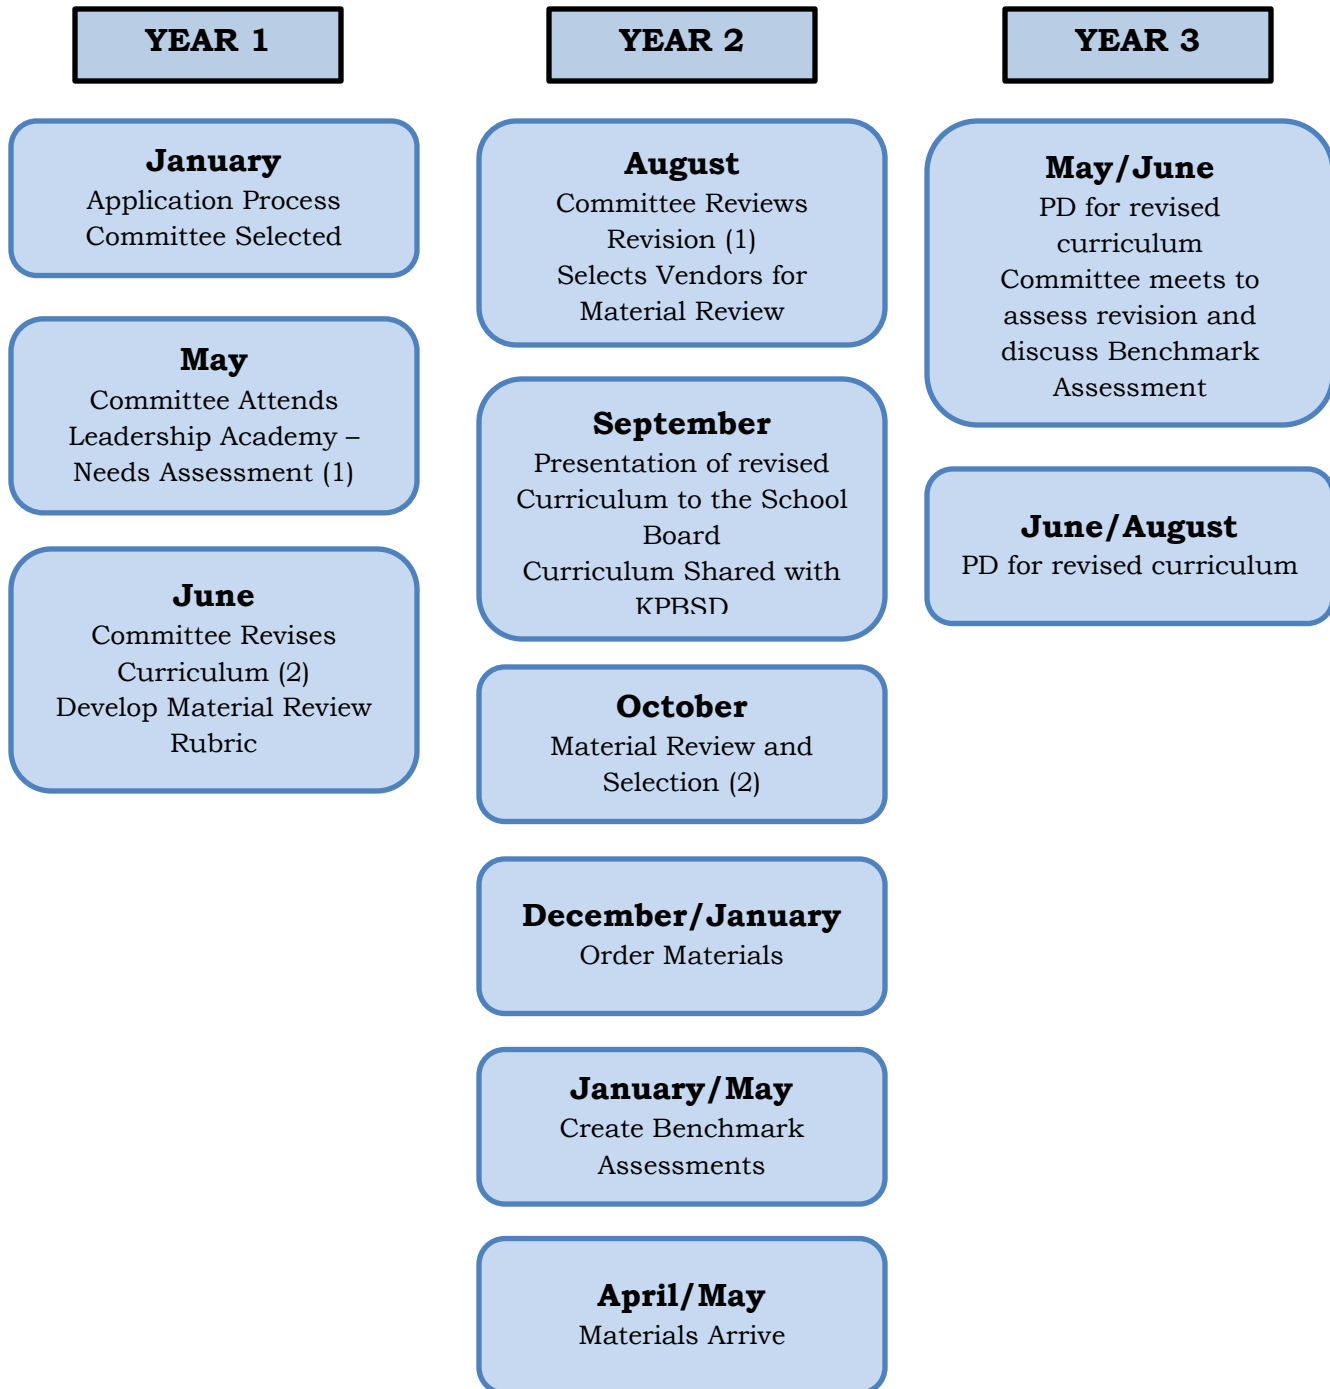 YEAR 1
January
Application Process
Committee Selected
May
Committee Attends
Leadership Academy –
Needs Assessment (1)
June
Committee Revises
Curriculum (2)
Develop Material Review
Rubric
YEAR 2
August
Committee Reviews
Revision (1)
Selects Vendors for
Material Review
September
Presentation of revised
Curriculum to the School
Board
Curriculum Shared with
KPBSD
October
Material Review and
Selection (2)
December/January
Order Materials
January/May
Create Benchmark
Assessments
April/May
Materials Arrive
YEAR 3
May/June
PD for revised
curriculum
Committee meets to
assess revision and
discuss Benchmark
Assessment
June/August
PD for revised curriculum